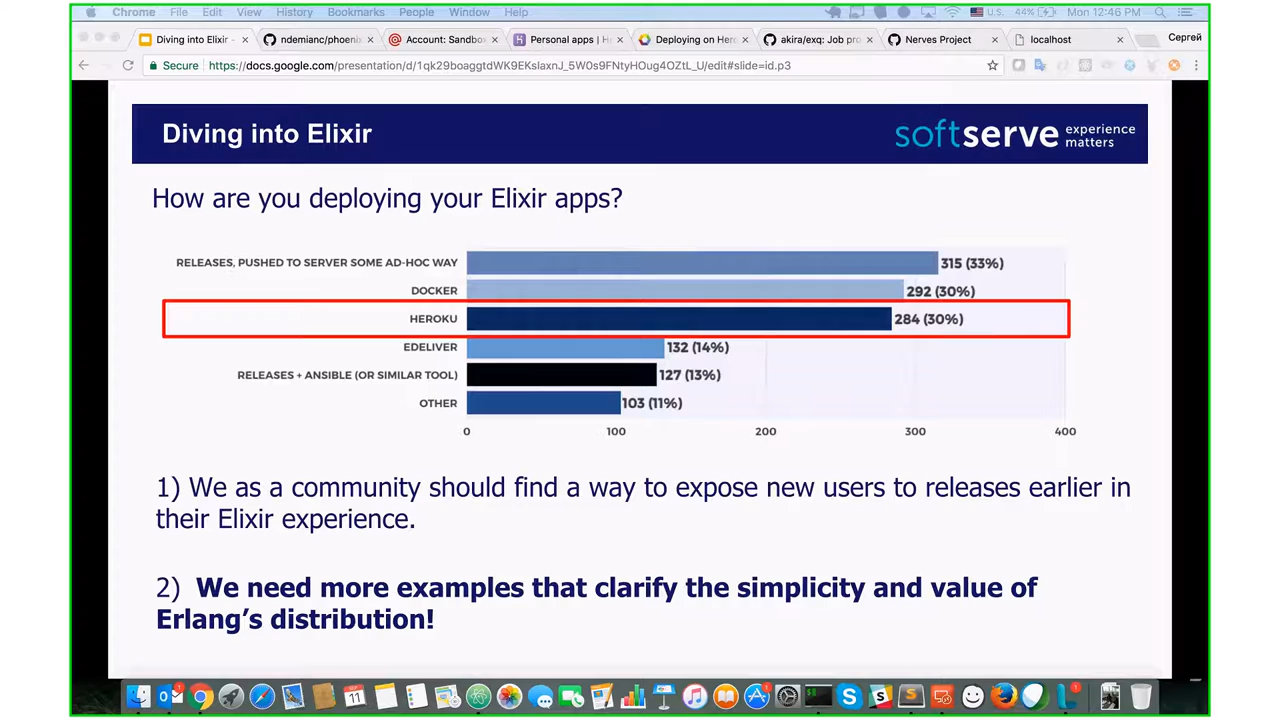 Chrome File Edit View History Bookmarks People Window Help U.S. 44% Mon 12:46 PM
Diving into Elixir - ndemianc/phoenix Account: Sandbo Personal apps | He Deploying on Hero akira/exq: Job pro Nerves Project localhost Сергей
Secure https://docs.google.com/presentation/d/1qk29boaggtdWK9EKslaxnJ_5W0s9FNtyHOug4OZtL_U/edit#slide=id.p3
Diving into Elixir
softserve experience matters
How are you deploying your Elixir apps?
RELEASES, PUSHED TO SERVER SOME AD-HOC WAY 315 (33%)
DOCKER 292 (30%)
HEROKU 284 (30%)
EDELIVER 132 (14%)
RELEASES + ANSIBLE (OR SIMILAR TOOL) 127 (13%)
OTHER 103 (11%)
0 100 200 300 400
1) We as a community should find a way to expose new users to releases earlier in
their Elixir experience.
2) We need more examples that clarify the simplicity and value of
Erlang's distribution!